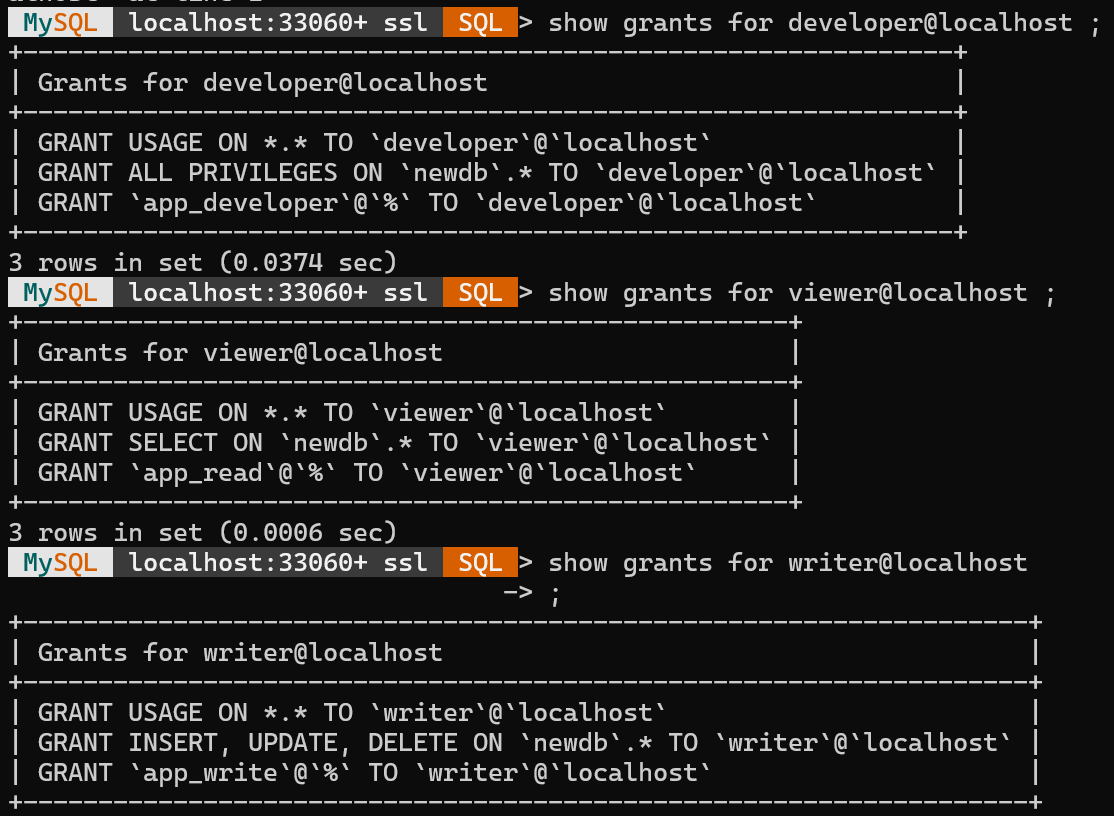 MySQL localhost:33060+ ssl SQL > show grants for developer@localhost ;
+--------------------------------------------------------------+
| Grants for developer@localhost                               |
+--------------------------------------------------------------+
| GRANT USAGE ON *.* TO `developer`@`localhost`                |
| GRANT ALL PRIVILEGES ON `newdb`.* TO `developer`@`localhost` |
| GRANT `app_developer`@`%` TO `developer`@`localhost`         |
+--------------------------------------------------------------+
3 rows in set (0.0374 sec)
MySQL localhost:33060+ ssl SQL > show grants for viewer@localhost ;
+---------------------------------------------------+
| Grants for viewer@localhost                       |
+---------------------------------------------------+
| GRANT USAGE ON *.* TO `viewer`@`localhost`        |
| GRANT SELECT ON `newdb`.* TO `viewer`@`localhost` |
| GRANT `app_read`@`%` TO `viewer`@`localhost`      |
+---------------------------------------------------+
3 rows in set (0.0006 sec)
MySQL localhost:33060+ ssl SQL > show grants for writer@localhost
                                 -> ;
+-------------------------------------------------------------------+
| Grants for writer@localhost                                       |
+-------------------------------------------------------------------+
| GRANT USAGE ON *.* TO `writer`@`localhost`                        |
| GRANT INSERT, UPDATE, DELETE ON `newdb`.* TO `writer`@`localhost` |
| GRANT `app_write`@`%` TO `writer`@`localhost`                     |
+-------------------------------------------------------------------+